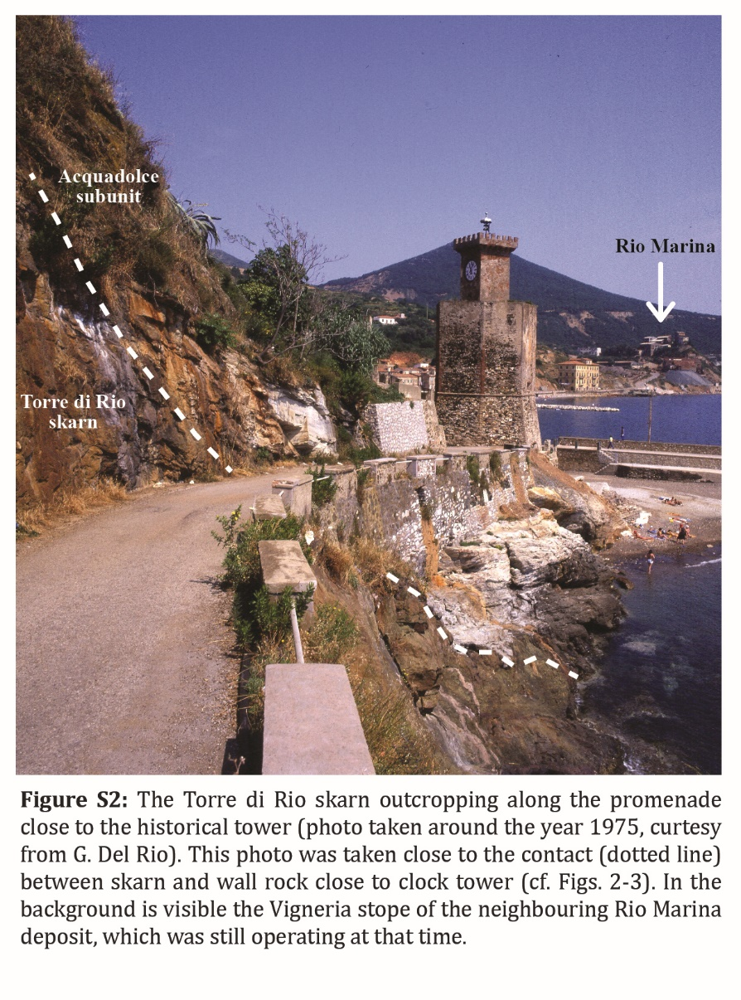 Acquadolce
subunit
Rio Marina
Torre di Rio
skarn
Figure S2: The Torre di Rio skarn outcropping along the promenade
close to the historical tower (photo taken around the year 1975, curtesy
from G. Del Rio). This photo was taken close to the contact (dotted line)
between skarn and wall rock close to clock tower (cf. Figs. 2-3). In the
background is visible the Vigneria stope of the neighbouring Rio Marina
deposit, which was still operating at that time.